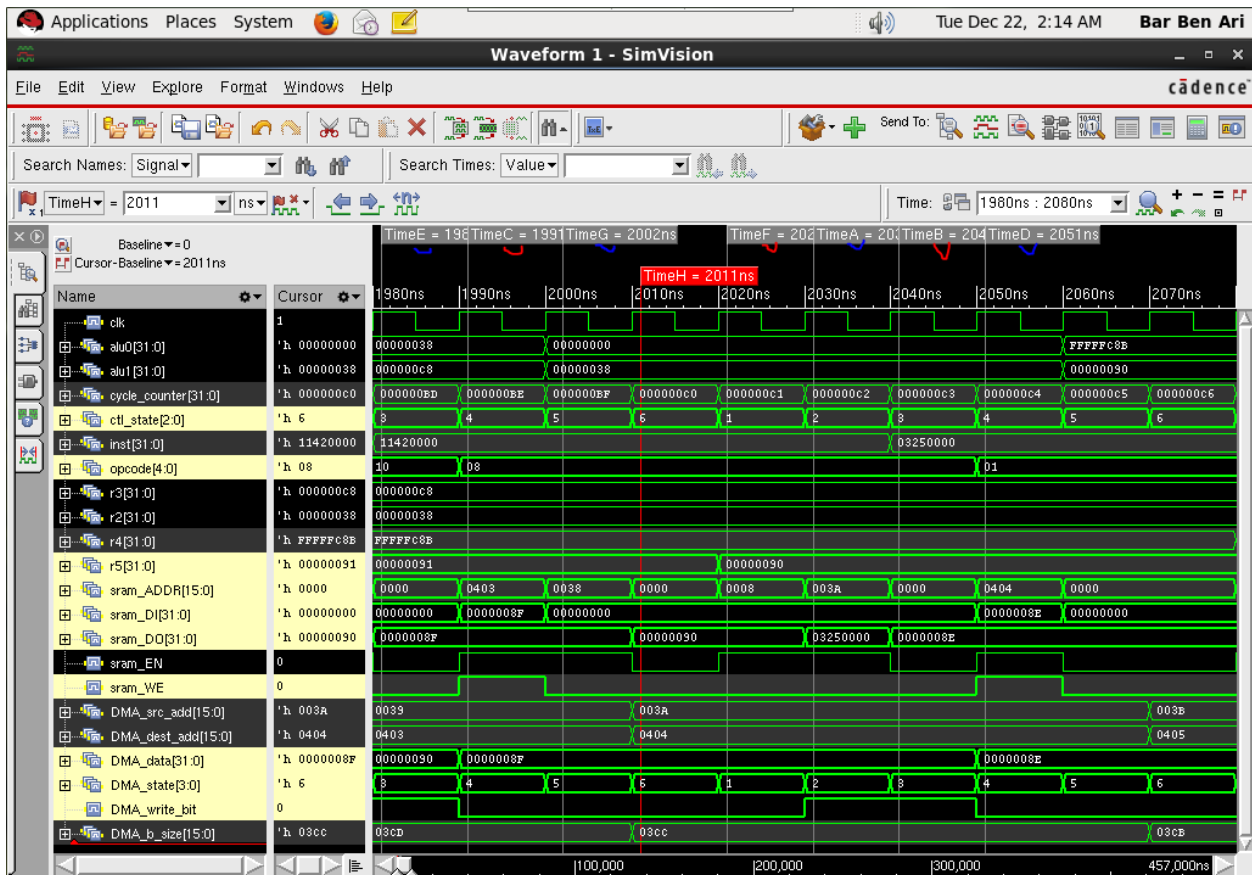 Applications Places System Tue Dec 22, 2:14 AM Bar Ben Ari
Waveform 1 - SimVision
File Edit View Explore Format Windows Help cādence
Send To:
Search Names: Signal Search Times: Value
TimeH = 2011 ns Time: 1980ns : 2080ns
Baseline = 0
Cursor-Baseline = 2011ns
TimeE = 198 TimeC = 1991 TimeG = 2002ns TimeF = 202 TimeA = 203 TimeB = 204 TimeD = 2051ns
TimeH = 2011ns
Name Cursor 1980ns 1990ns 2000ns 2010ns 2020ns 2030ns 2040ns 2050ns 2060ns 2070ns
clk 1
alu0[31:0] 'h 00000000 00000038 00000000 FFFFFC8B
alu1[31:0] 'h 00000038 000000c8 00000038 00000090
cycle_counter[31:0] 'h 000000c0 000000BD 000000BE 000000BF 000000c0 000000c1 000000c2 000000c3 000000c4 000000c5 000000c6
ctl_state[2:0] 'h 6 3 4 5 6 1 2 3 4 5 6
inst[31:0] 'h 11420000 11420000 03250000
opcode[4:0] 'h 08 10 08 01
r3[31:0] 'h 000000c8 000000c8
r2[31:0] 'h 00000038 00000038
r4[31:0] 'h FFFFFC8B FFFFFC8B
r5[31:0] 'h 00000091 00000091 00000090
sram_ADDR[15:0] 'h 0000 0000 0403 0038 0000 0008 003A 0000 0404 0000
sram_DI[31:0] 'h 00000000 00000000 0000008F 00000000 0000008E 00000000
sram_DO[31:0] 'h 00000090 0000008F 00000090 03250000 0000008E
sram_EN 0
sram_WE 0
DMA_src_add[15:0] 'h 003A 0039 003A 003B
DMA_dest_add[15:0] 'h 0404 0403 0404 0405
DMA_data[31:0] 'h 0000008F 00000090 0000008F 0000008E
DMA_state[3:0] 'h 6 3 4 5 6 1 2 3 4 5 6
DMA_write_bit 0
DMA_b_size[15:0] 'h 03CC 03CD 03CC 03CB
100,000 200,000 300,000 457,000ns